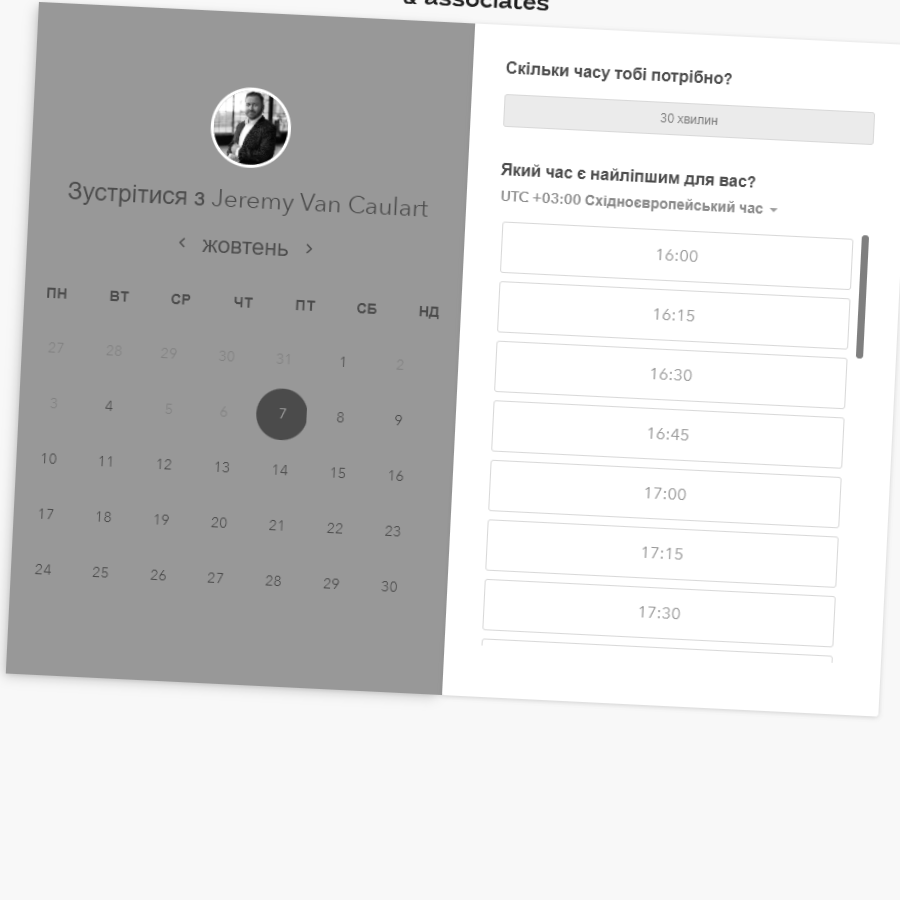 & associates
Зустрітися з Jeremy Van Caulart
жовтень
ПН ВТ СР ЧТ ПТ СБ НД
27 28 29 30 31 1 2
3 4 5 6 7 8 9
10 11 12 13 14 15 16
17 18 19 20 21 22 23
24 25 26 27 28 29 30
Скільки часу тобі потрібно?
30 хвилин
Який час є найліпшим для вас?
UTC +03:00 Східноєвропейський час
16:00
16:15
16:30
16:45
17:00
17:15
17:30